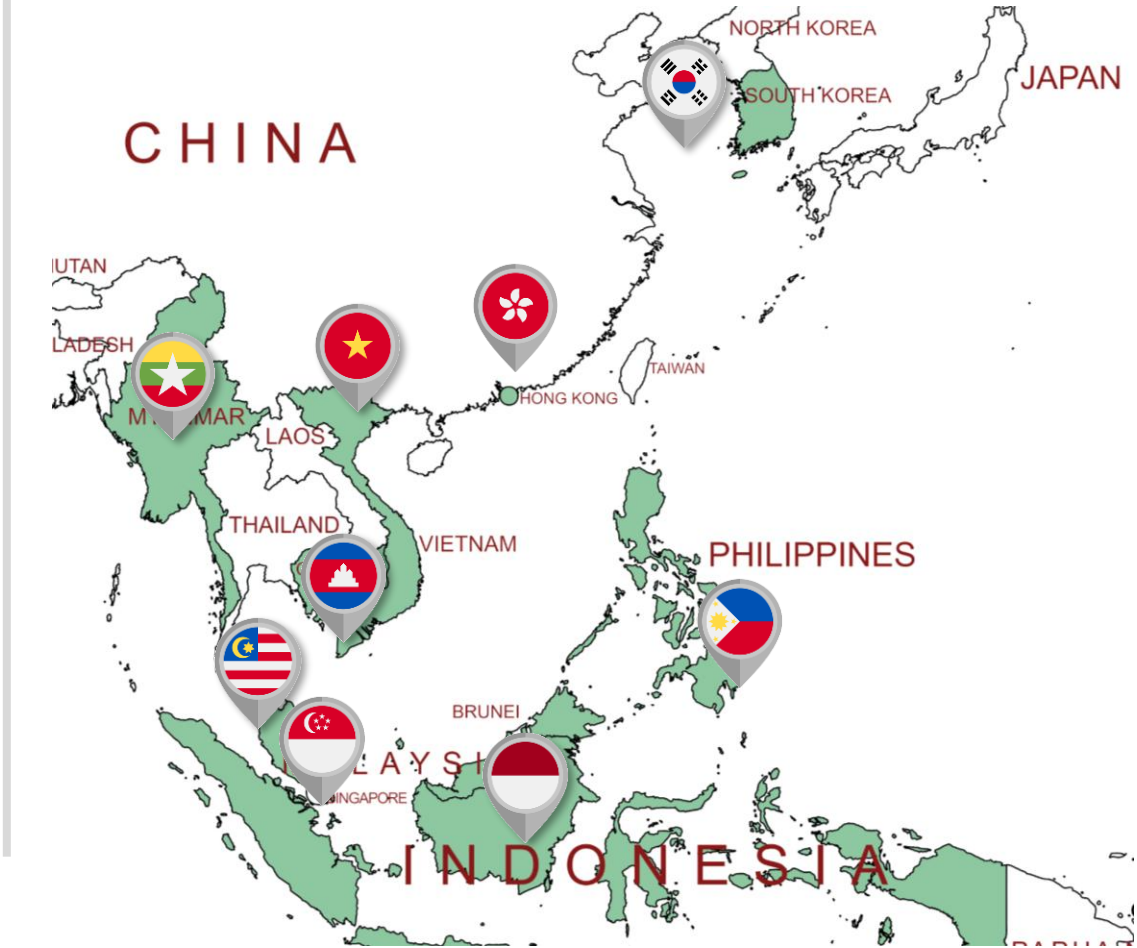 NORTH KOREA
JAPAN
SOUTH KOREA
CHINA
UTAN
LADESH
TAIWAN
HONG KONG
LAOS
THAILAND
VIETNAM
PHILIPPINES
BRUNEI
INGAPORE
INDONESIA